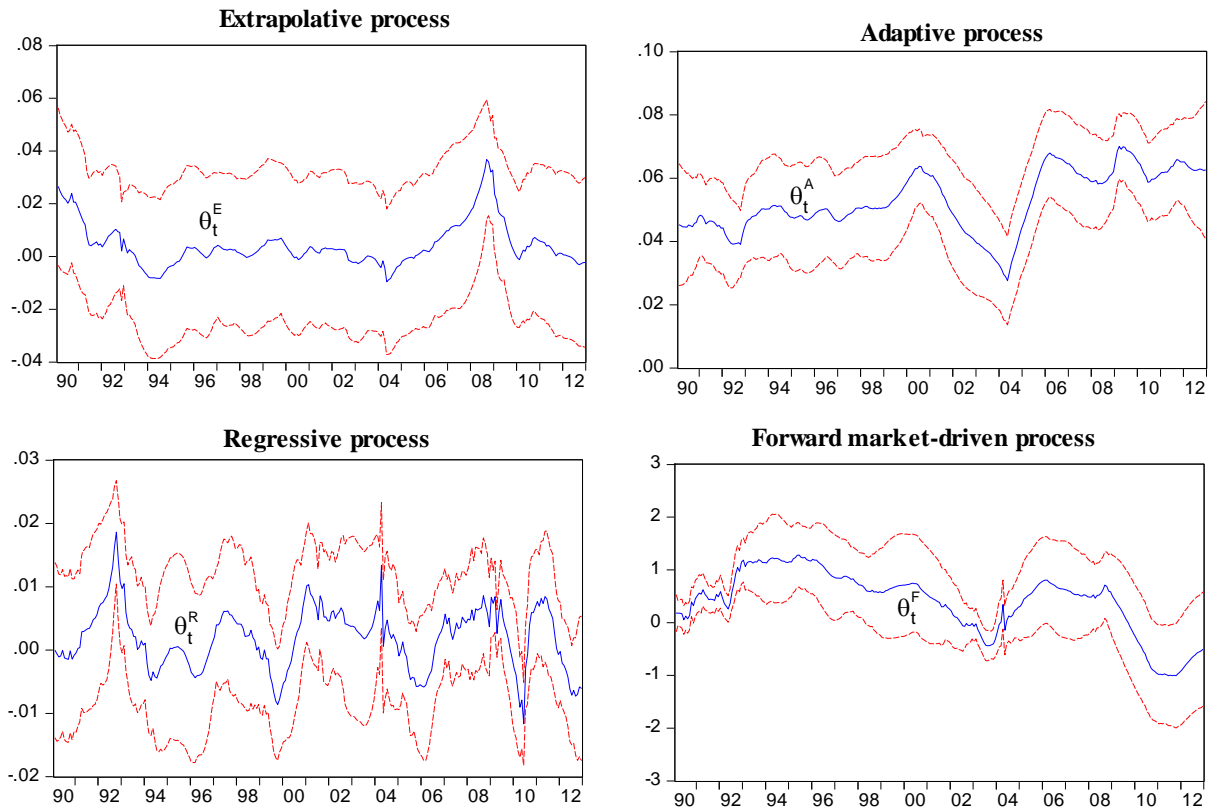 Extrapolative process
.08
.06
.04
.02
.00
-.02
-.04
θtE
90 92 94 96 98 00 02 04 06 08 10 12
Adaptive process
.10
.08
.06
.04
.02
.00
θtA
90 92 94 96 98 00 02 04 06 08 10 12
Regressive process
.03
.02
.01
.00
-.01
-.02
θtR
90 92 94 96 98 00 02 04 06 08 10 12
Forward market-driven process
3
2
1
0
-1
-2
-3
θtF
90 92 94 96 98 00 02 04 06 08 10 12